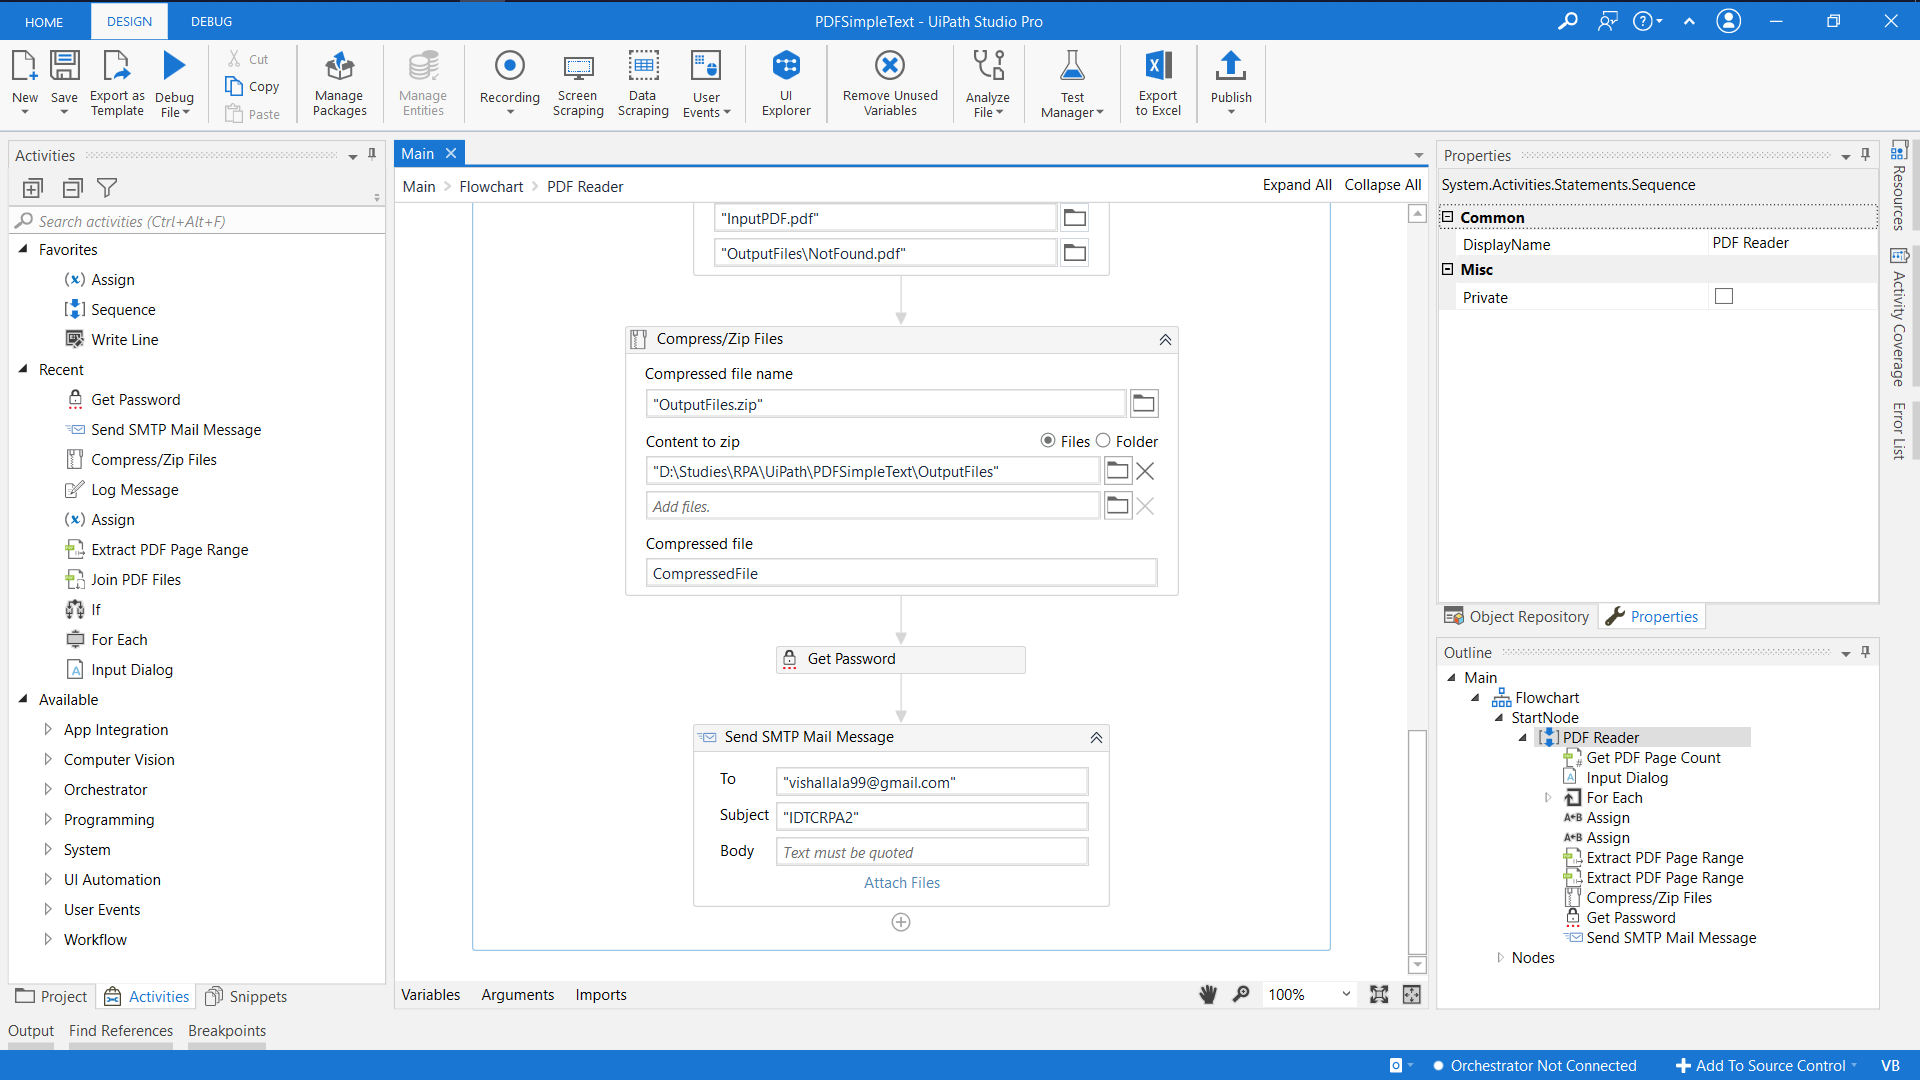 HOME
DESIGN
DEBUG
PDFSimpleText - UiPath Studio Pro
New
Save
Export as Template
Debug File
Cut
Copy
Paste
Manage Packages
Manage Entities
Recording
Screen Scraping
Data Scraping
User Events
UI Explorer
Remove Unused Variables
Analyze File
Test Manager
Export to Excel
Publish
Activities
Search activities (Ctrl+Alt+F)
Favorites
Assign
Sequence
Write Line
Recent
Get Password
Send SMTP Mail Message
Compress/Zip Files
Log Message
Assign
Extract PDF Page Range
Join PDF Files
If
For Each
Input Dialog
Available
App Integration
Computer Vision
Orchestrator
Programming
System
UI Automation
User Events
Workflow
Project
Activities
Snippets
Main
Main > Flowchart > PDF Reader
Expand All
Collapse All
"InputPDF.pdf"
"OutputFiles\NotFound.pdf"
Compress/Zip Files
Compressed file name
"OutputFiles.zip"
Content to zip
Files
Folder
"D:\Studies\RPA\UiPath\PDFSimpleText\OutputFiles"
Add files.
Compressed file
CompressedFile
Get Password
Send SMTP Mail Message
To
"vishallala99@gmail.com"
Subject
"IDTCRPA2"
Body
Text must be quoted
Attach Files
Variables
Arguments
Imports
100%
Properties
System.Activities.Statements.Sequence
Common
DisplayName
PDF Reader
Misc
Private
Object Repository
Properties
Outline
Main
Flowchart
StartNode
PDF Reader
Get PDF Page Count
Input Dialog
For Each
A+B Assign
A+B Assign
Extract PDF Page Range
Extract PDF Page Range
Compress/Zip Files
Get Password
Send SMTP Mail Message
Nodes
Resources
Activity Coverage
Error List
Output
Find References
Breakpoints
Orchestrator Not Connected
Add To Source Control
VB